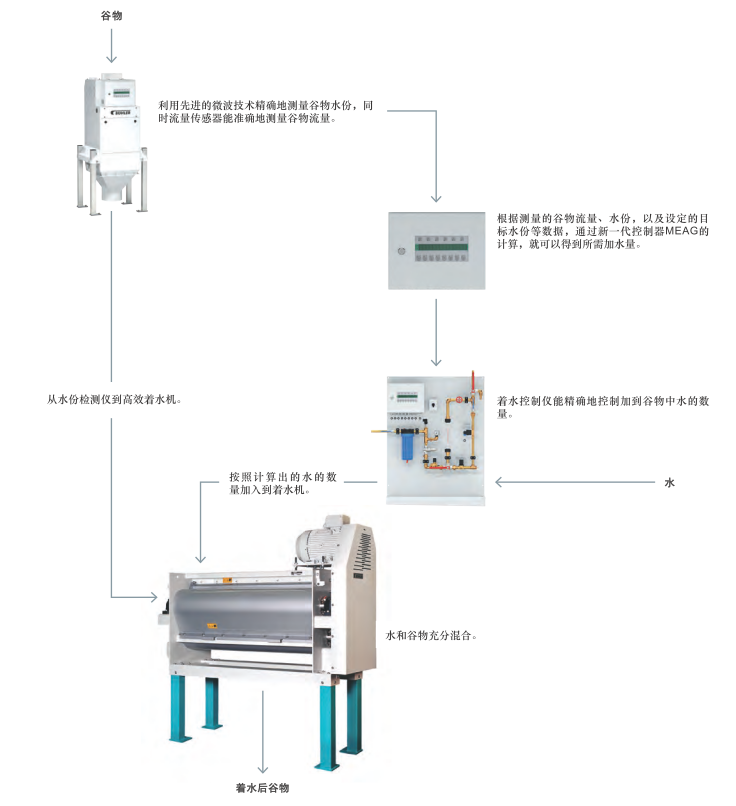 谷物
BUHLER
利用先进的微波技术精确地测量谷物水份，同
时流量传感器能准确地测量谷物流量。
根据测量的谷物流量、水份，以及设定的目
标水份等数据，通过新一代控制器MEAG的
计算，就可以得到所需加水量。
从水份检测仪到高效着水机。
着水控制仪能精确地控制加到谷物中水的数
量。
按照计算出的水的数
量加入到着水机。
水
水和谷物充分混合。
着水后谷物